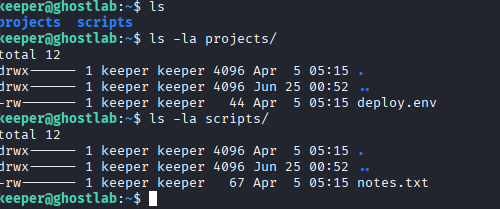 keeper@ghostlab:~$ ls
projects  scripts
keeper@ghostlab:~$ ls -la projects/
total 12
drwx------ 1 keeper keeper 4096 Apr  5 05:15 .
drwx------ 1 keeper keeper 4096 Jun 25 00:52 ..
-rw------- 1 keeper keeper   44 Apr  5 05:15 deploy.env
keeper@ghostlab:~$ ls -la scripts/
total 12
drwx------ 1 keeper keeper 4096 Apr  5 05:15 .
drwx------ 1 keeper keeper 4096 Jun 25 00:52 ..
-rw------- 1 keeper keeper   67 Apr  5 05:15 notes.txt
keeper@ghostlab:~$